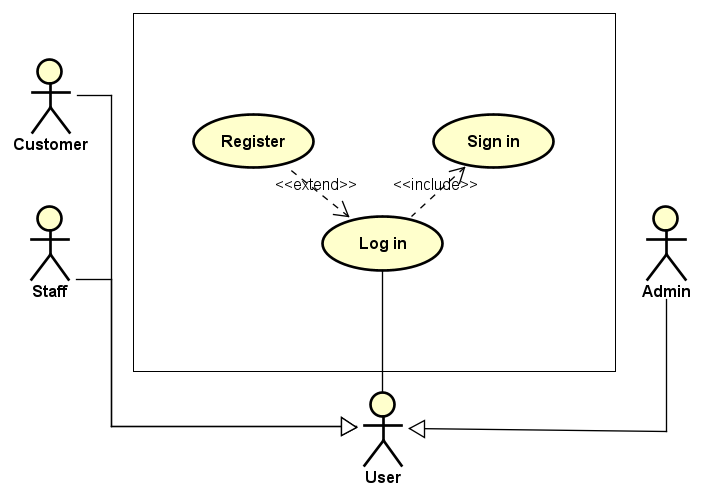 Customer
Register
Sign in
<<extend>>
<<include>>
Log in
Staff
Admin
User